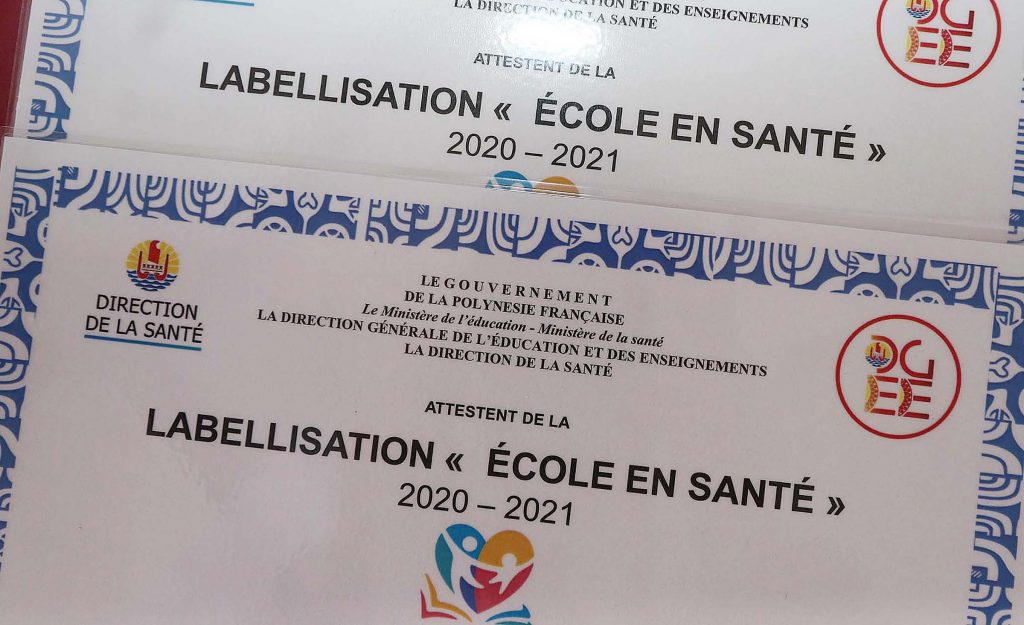 ÉDUCATION ET DES ENSEIGNEMENTS
LA DIRECTION DE LA SANTÉ
ATTESTENT DE LA
LABELLISATION « ÉCOLE EN SANTÉ »
2020 – 2021
DGEE
DIRECTION
DE LA SANTÉ
LE GOUVERNEMENT
DE LA POLYNESIE FRANÇAISE
Le Ministère de l'éducation - Ministère de la santé
LA DIRECTION GÉNÉRALE DE L'ÉDUCATION ET DES ENSEIGNEMENTS
LA DIRECTION DE LA SANTÉ
DGEE
ATTESTENT DE LA
LABELLISATION « ÉCOLE EN SANTÉ »
2020 – 2021